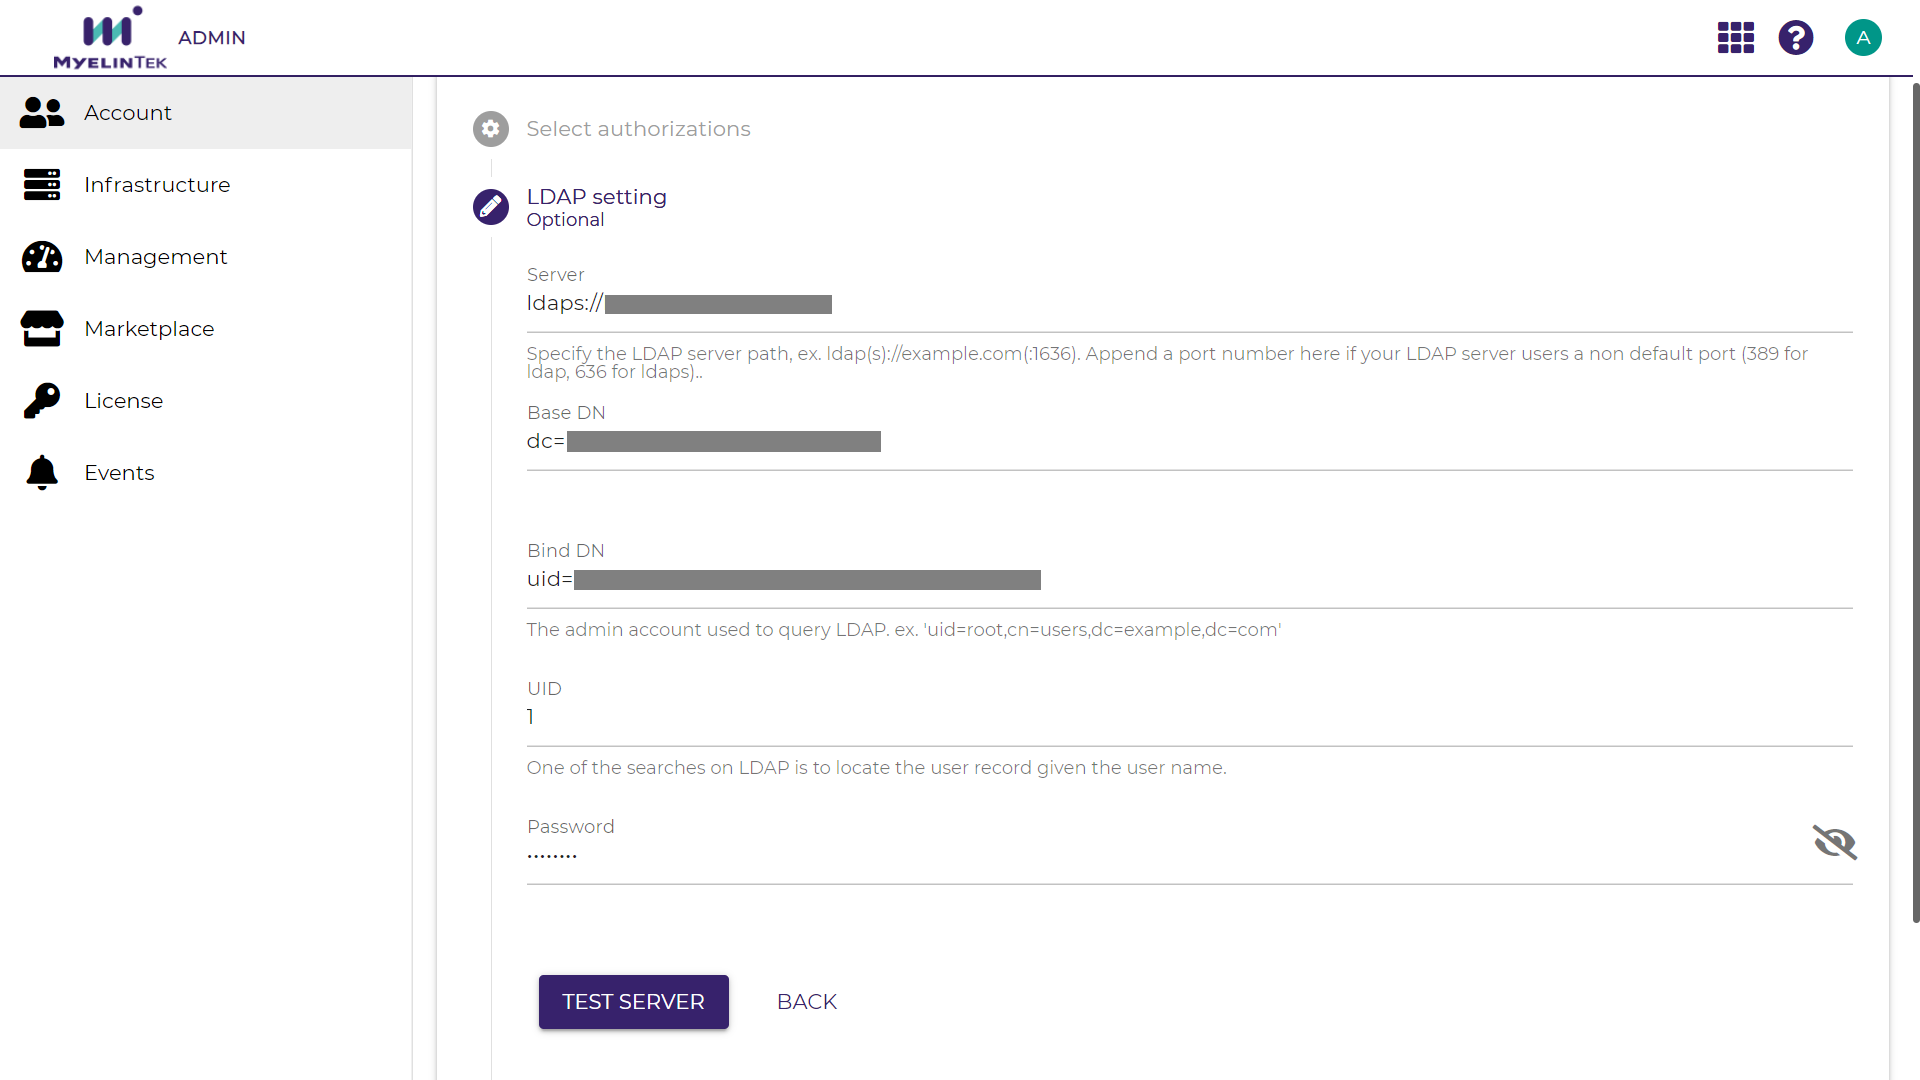 MYELINTEK
ADMIN
A
Account
Infrastructure
Management
Marketplace
License
Events
Select authorizations
LDAP setting
Optional
Server
ldaps://
Specify the LDAP server path, ex. ldap(s)://example.com(:1636). Append a port number here if your LDAP server users a non default port (389 for
ldap, 636 for ldaps)..
Base DN
dc=
Bind DN
uid=
The admin account used to query LDAP. ex. 'uid=root,cn=users,dc=example,dc=com'
UID
1
One of the searches on LDAP is to locate the user record given the user name.
Password
........
TEST SERVER
BACK